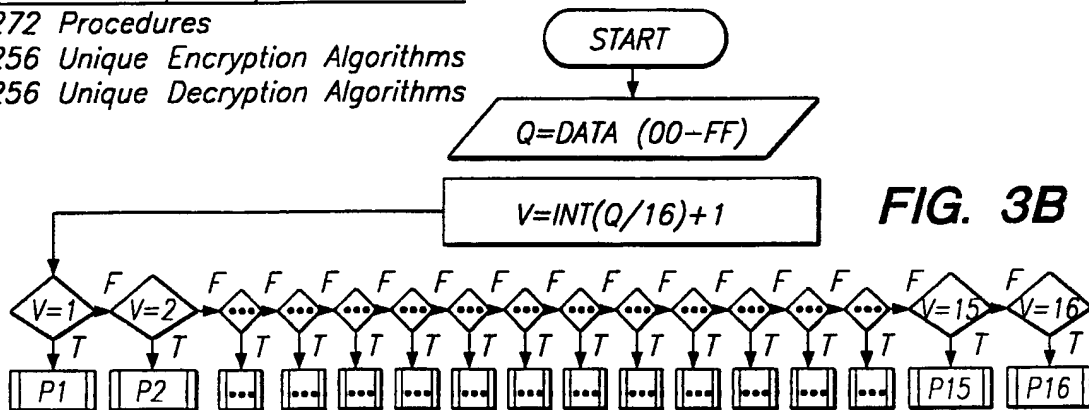 272 Procedures
256 Unique Encryption Algorithms
256 Unique Decryption Algorithms
START
Q=DATA (00-FF)
V=INT(Q/16)+1
FIG. 3B
F F F F F F F F F F F F F F F
V=1 V=2 ••• ••• ••• ••• ••• ••• ••• ••• ••• ••• ••• ••• V=15 V=16
T T T T T T T T T T T T T T T T
P1 P2 ••• ••• ••• ••• ••• ••• ••• ••• ••• ••• ••• ••• P15 P16